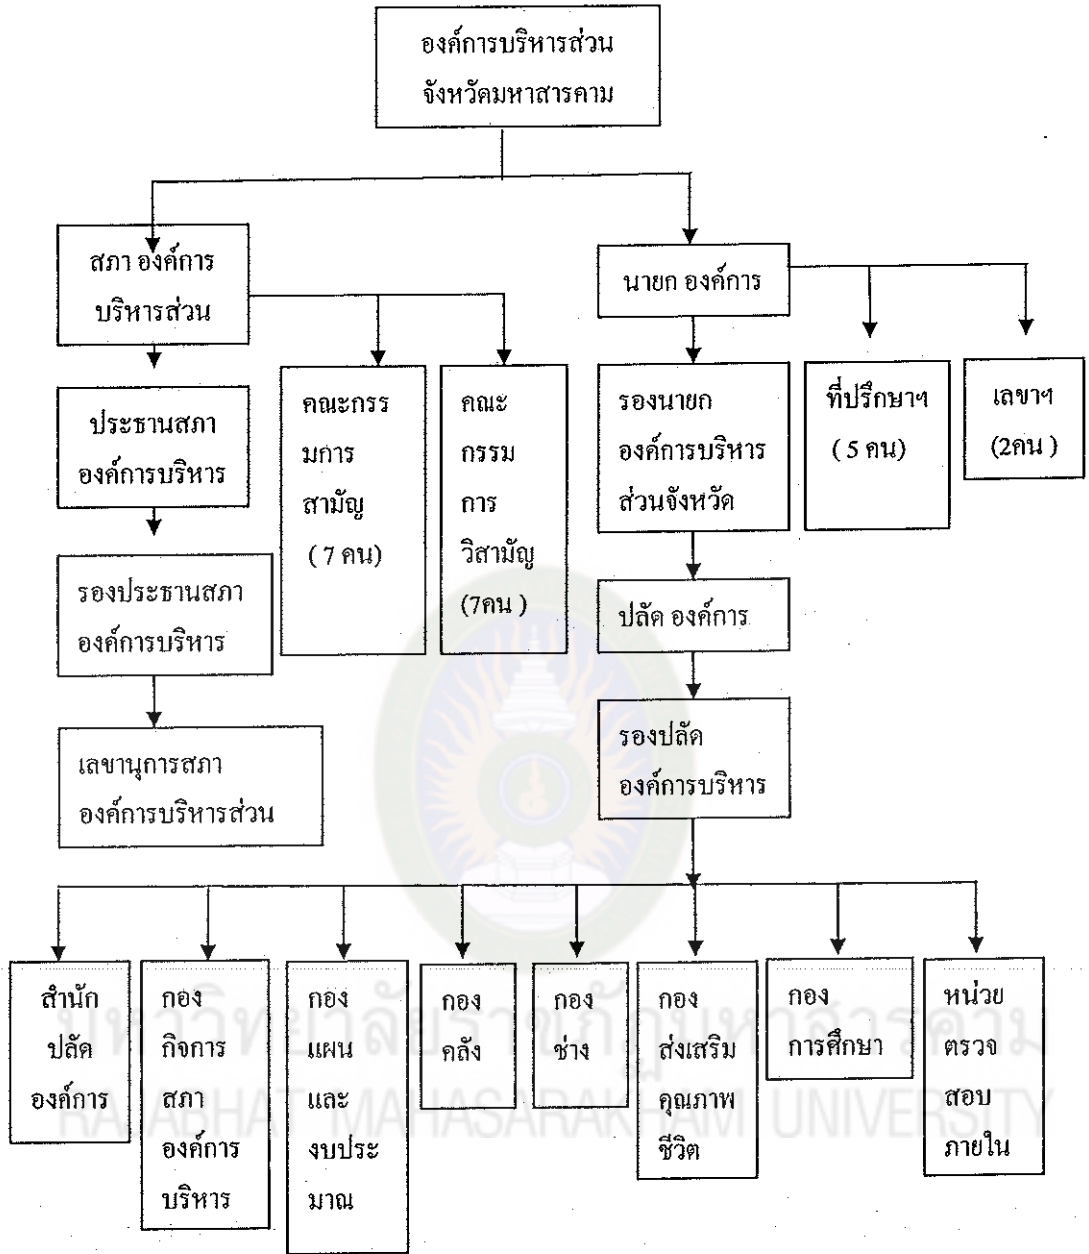 องค์การบริหารส่วน
จังหวัดมหาสารคาม
สภา องค์การ
บริหารส่วน
นายก องค์การ
ประธานสภา
องค์การบริหาร
คณะกรร
มการ
สามัญ
( 7 คน)
คณะ
กรรม
การ
วิสามัญ
(7คน )
รองนายก
องค์การบริหาร
ส่วนจังหวัด
ที่ปรึกษาฯ
( 5 คน)
เลขาฯ
(2คน )
รองประธานสภา
องค์การบริหาร
ปลัด องค์การ
เลขานุการสภา
องค์การบริหารส่วน
รองปลัด
องค์การบริหาร
สำนัก
ปลัด
องค์การ
กอง
กิจการ
สภา
องค์การ
บริหาร
กอง
แผน
และ
งบประ
มาณ
กอง
คลัง
กอง
ช่าง
กอง
ส่งเสริม
คุณภาพ
ชีวิต
กอง
การศึกษา
หน่วย
ตรวจ
สอบ
ภายใน
มหาวิทยาลัยราชภัฏมหาสารคาม
RAJABHAT MAHASARAKHAM UNIVERSITY